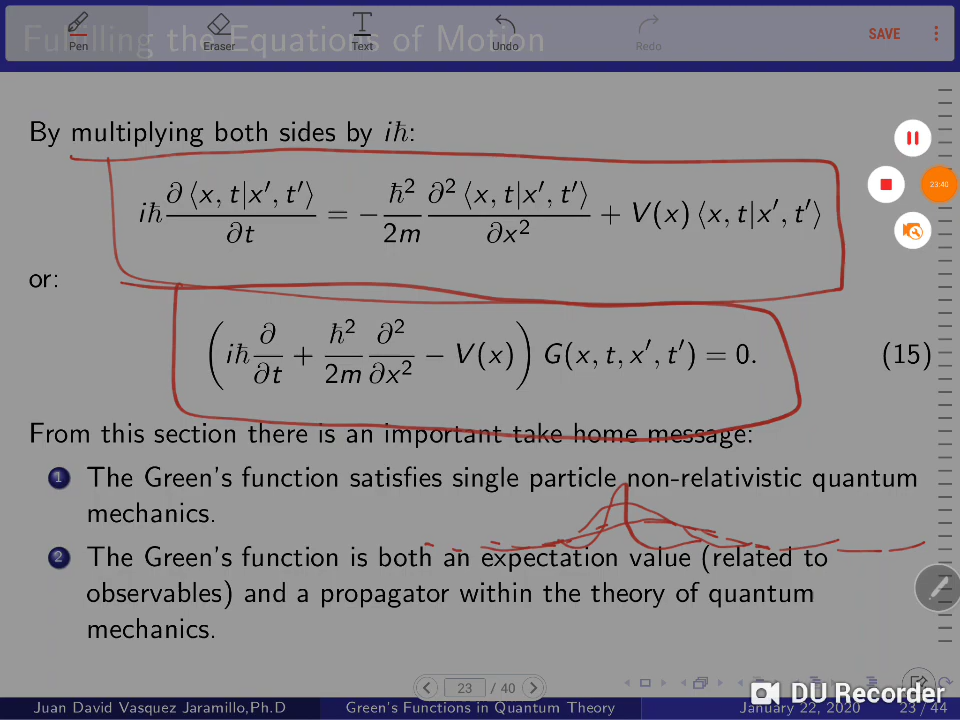 Fulfilling the Equations of Motion
Pen Eraser Text Undo Redo SAVE
By multiplying both sides by iħ:
23:40
iħ ∂⟨x, t|x′, t′⟩/∂t = −ħ²/2m ∂²⟨x, t|x′, t′⟩/∂x² + V(x)⟨x, t|x′, t′⟩
or:
(iħ ∂/∂t + ħ²/2m ∂²/∂x² − V(x)) G(x, t, x′, t′) = 0. (15)
From this section there is an important take home message:
1 The Green's function satisfies single particle non-relativistic quantum
mechanics.
2 The Green's function is both an expectation value (related to
observables) and a propagator within the theory of quantum
mechanics.
23 / 40
DU Recorder
Juan David Vasquez Jaramillo,Ph.D Green's Functions in Quantum Theory January 22, 2020 23 / 44